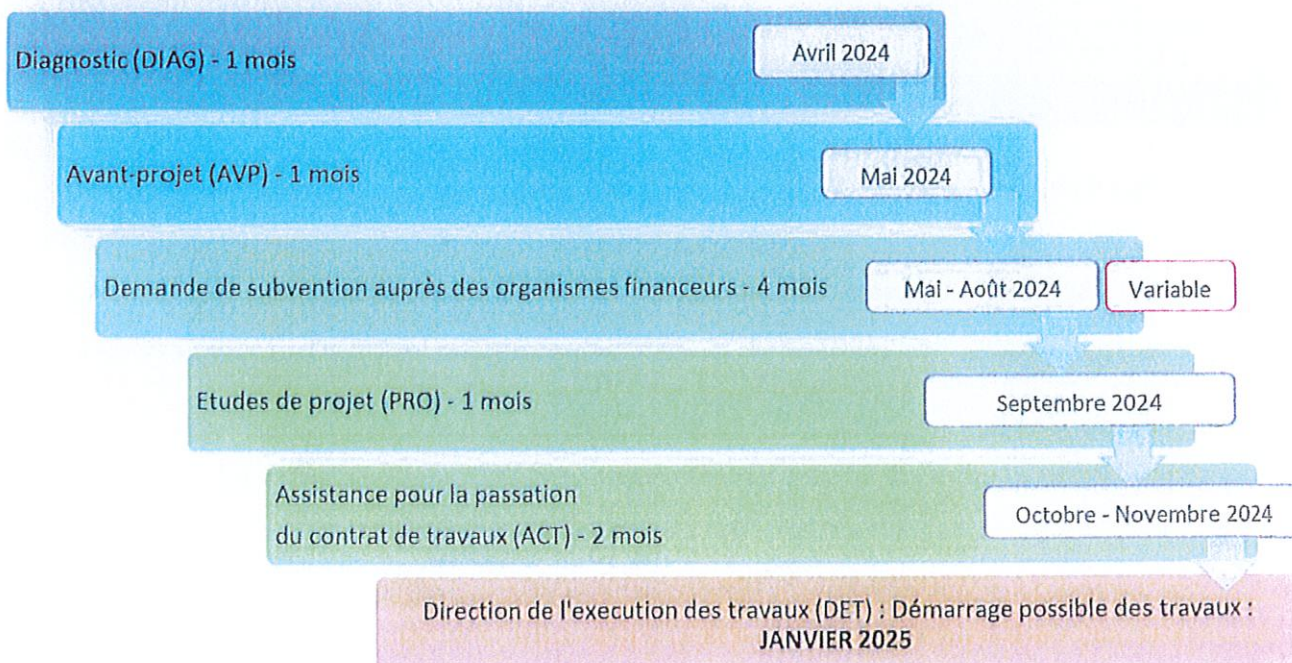 Diagnostic (DIAG) - 1 mois
Avril 2024
Avant-projet (AVP) - 1 mois
Mai 2024
Demande de subvention auprès des organismes financeurs - 4 mois
Mai - Août 2024
Variable
Etudes de projet (PRO) - 1 mois
Septembre 2024
Assistance pour la passation
du contrat de travaux (ACT) - 2 mois
Octobre - Novembre 2024
Direction de l'execution des travaux (DET) : Démarrage possible des travaux :
JANVIER 2025